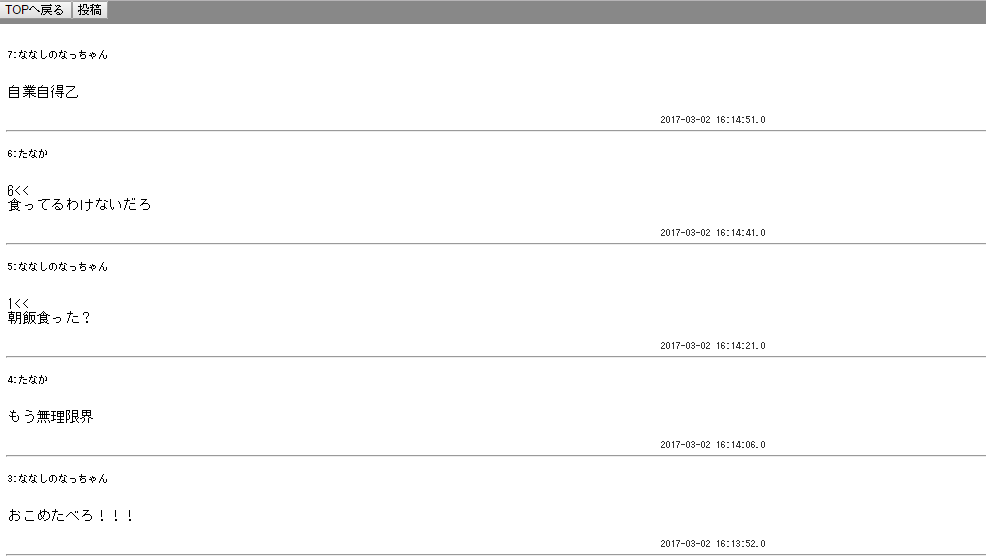 TOPへ戻る 投稿
7:ななしのなっちゃん
自業自得乙
2017-03-02 16:14:51.0
6:たなか
6<<
食ってるわけないだろ
2017-03-02 16:14:41.0
5:ななしのなっちゃん
1<<
朝飯食った？
2017-03-02 16:14:21.0
4:たなか
もう無理限界
2017-03-02 16:14:06.0
3:ななしのなっちゃん
おこめたべろ！！！
2017-03-02 16:13:52.0